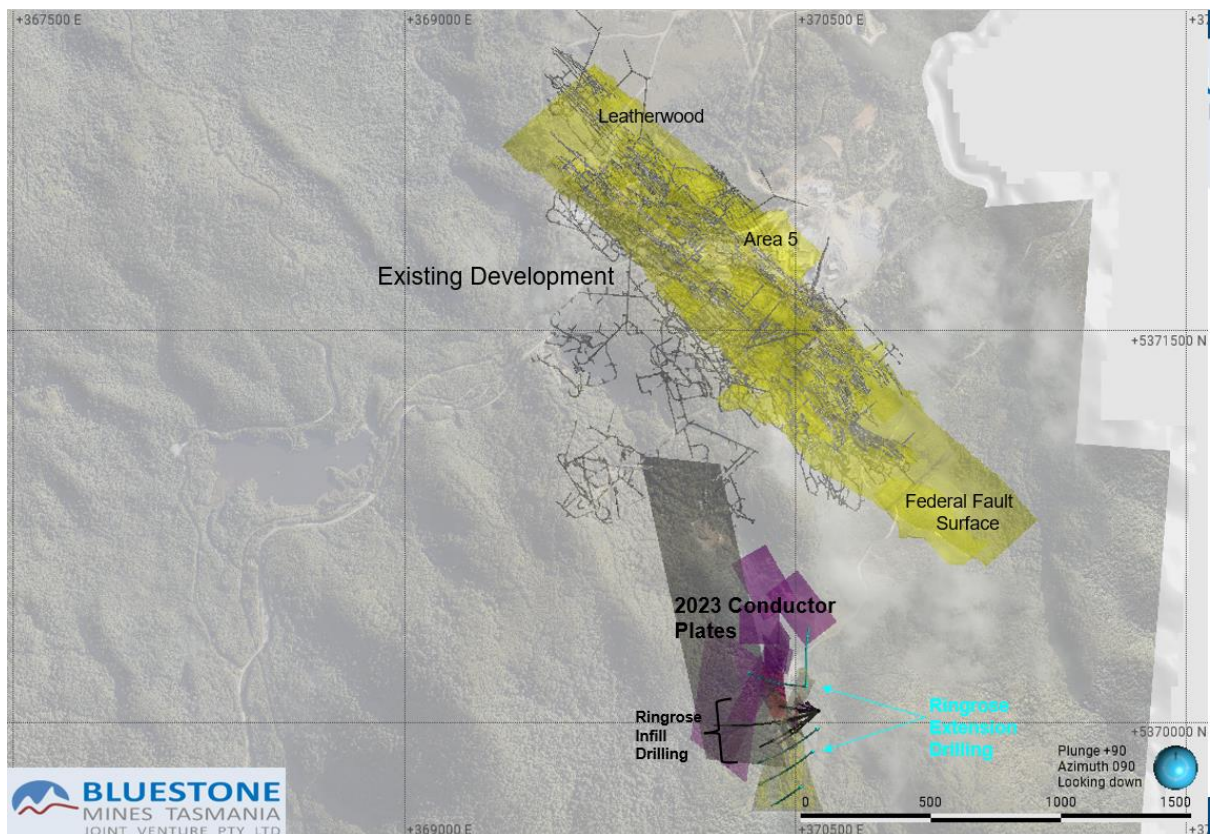 +367500 E
+369000 E
+370500 E
+37
Leatherwood
Area 5
Existing Development
+5371500 N
Federal Fault
Surface
2023 Conductor
Plates
Ringrose
Infill
Drilling
Ringrose
Extension
Drilling
+5370000 N
Plunge +90
Azimuth 090
Looking down
0
500
1000
1500
BLUESTONE
MINES TASMANIA
JOINT VENTURE PTY LTD
+369000 E
+370500 E
+37